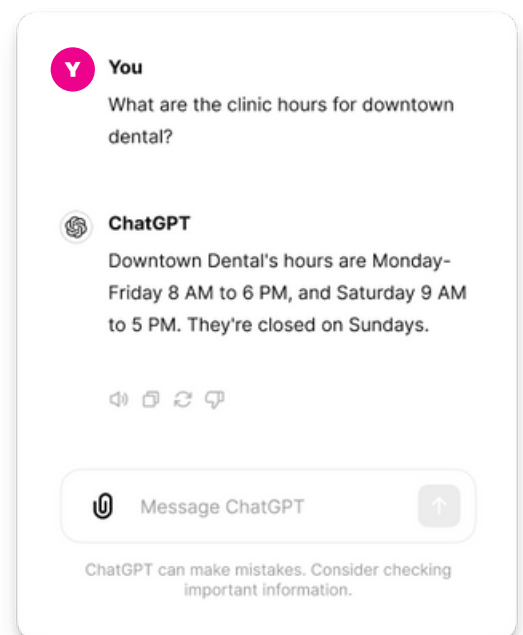 Y
You
What are the clinic hours for downtown
dental?
ChatGPT
Downtown Dental's hours are Monday-
Friday 8 AM to 6 PM, and Saturday 9 AM
to 5 PM. They're closed on Sundays.
Message ChatGPT
ChatGPT can make mistakes. Consider checking
important information.